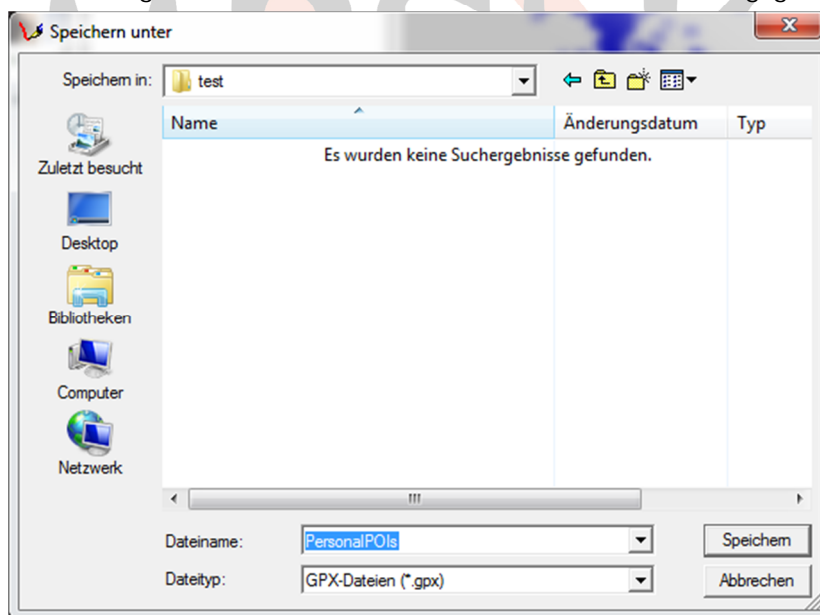 Speichern unter
Speichern in: test
Name Änderungsdatum Typ
Es wurden keine Suchergebnisse gefunden.
Zuletzt besucht
Desktop
Bibliotheken
Computer
Netzwerk
Dateiname: PersonalPOIs Speichern
Dateityp: GPX-Dateien (*.gpx) Abbrechen